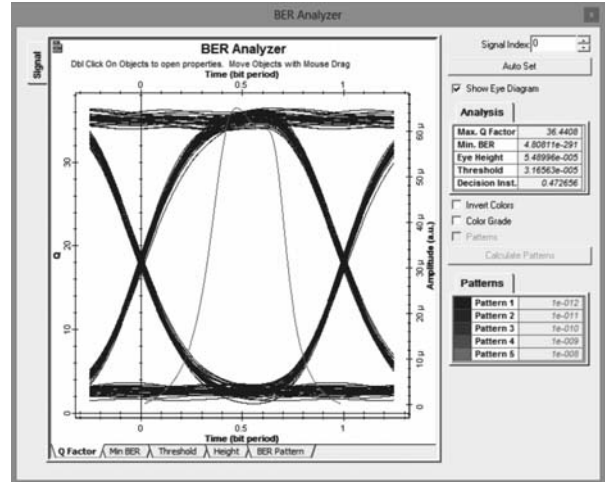 BER Analyzer
x
Signal
BER Analyzer
Dbl Click On Objects to open properties. Move Objects with Mouse Drag
Time (bit period)
0 0.5 1
Q
30
20
10
0
Amplitude (a.u.)
60 μ
50 μ
40 μ
30 μ
20 μ
10 μ
0
0 0.5 1
Time (bit period)
Q Factor Min BER Threshold Height BER Pattern
Signal Index: 0
Auto Set
Show Eye Diagram
Analysis
Max. Q Factor 36.4408
Min. BER 4.80811e-291
Eye Height 5.48996e-005
Threshold 3.16563e-005
Decision Inst. 0.472656
Invert Colors
Color Grade
Patterns
Calculate Patterns
Patterns
Pattern 1 1e-012
Pattern 2 1e-011
Pattern 3 1e-010
Pattern 4 1e-009
Pattern 5 1e-008